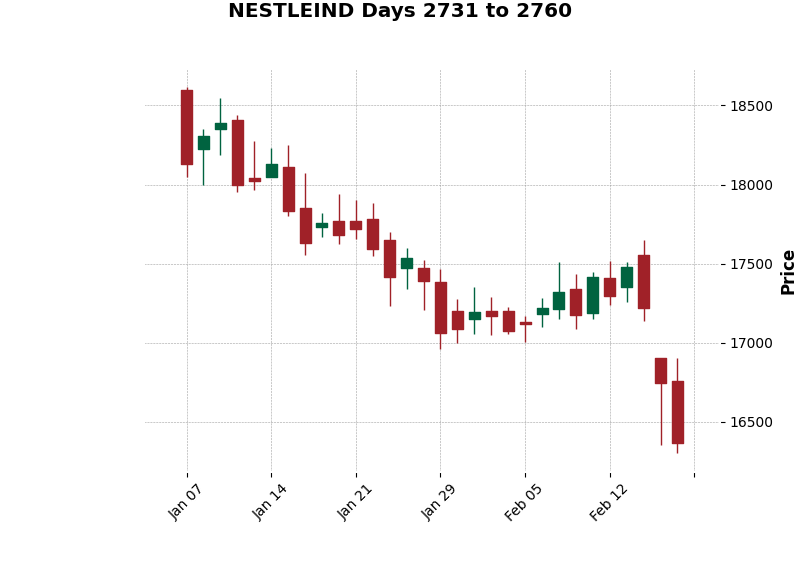 NESTLEIND Days 2731 to 2760
18500
18000
17500
17000
16500
Price
Jan 07
Jan 14
Jan 21
Jan 29
Feb 05
Feb 12